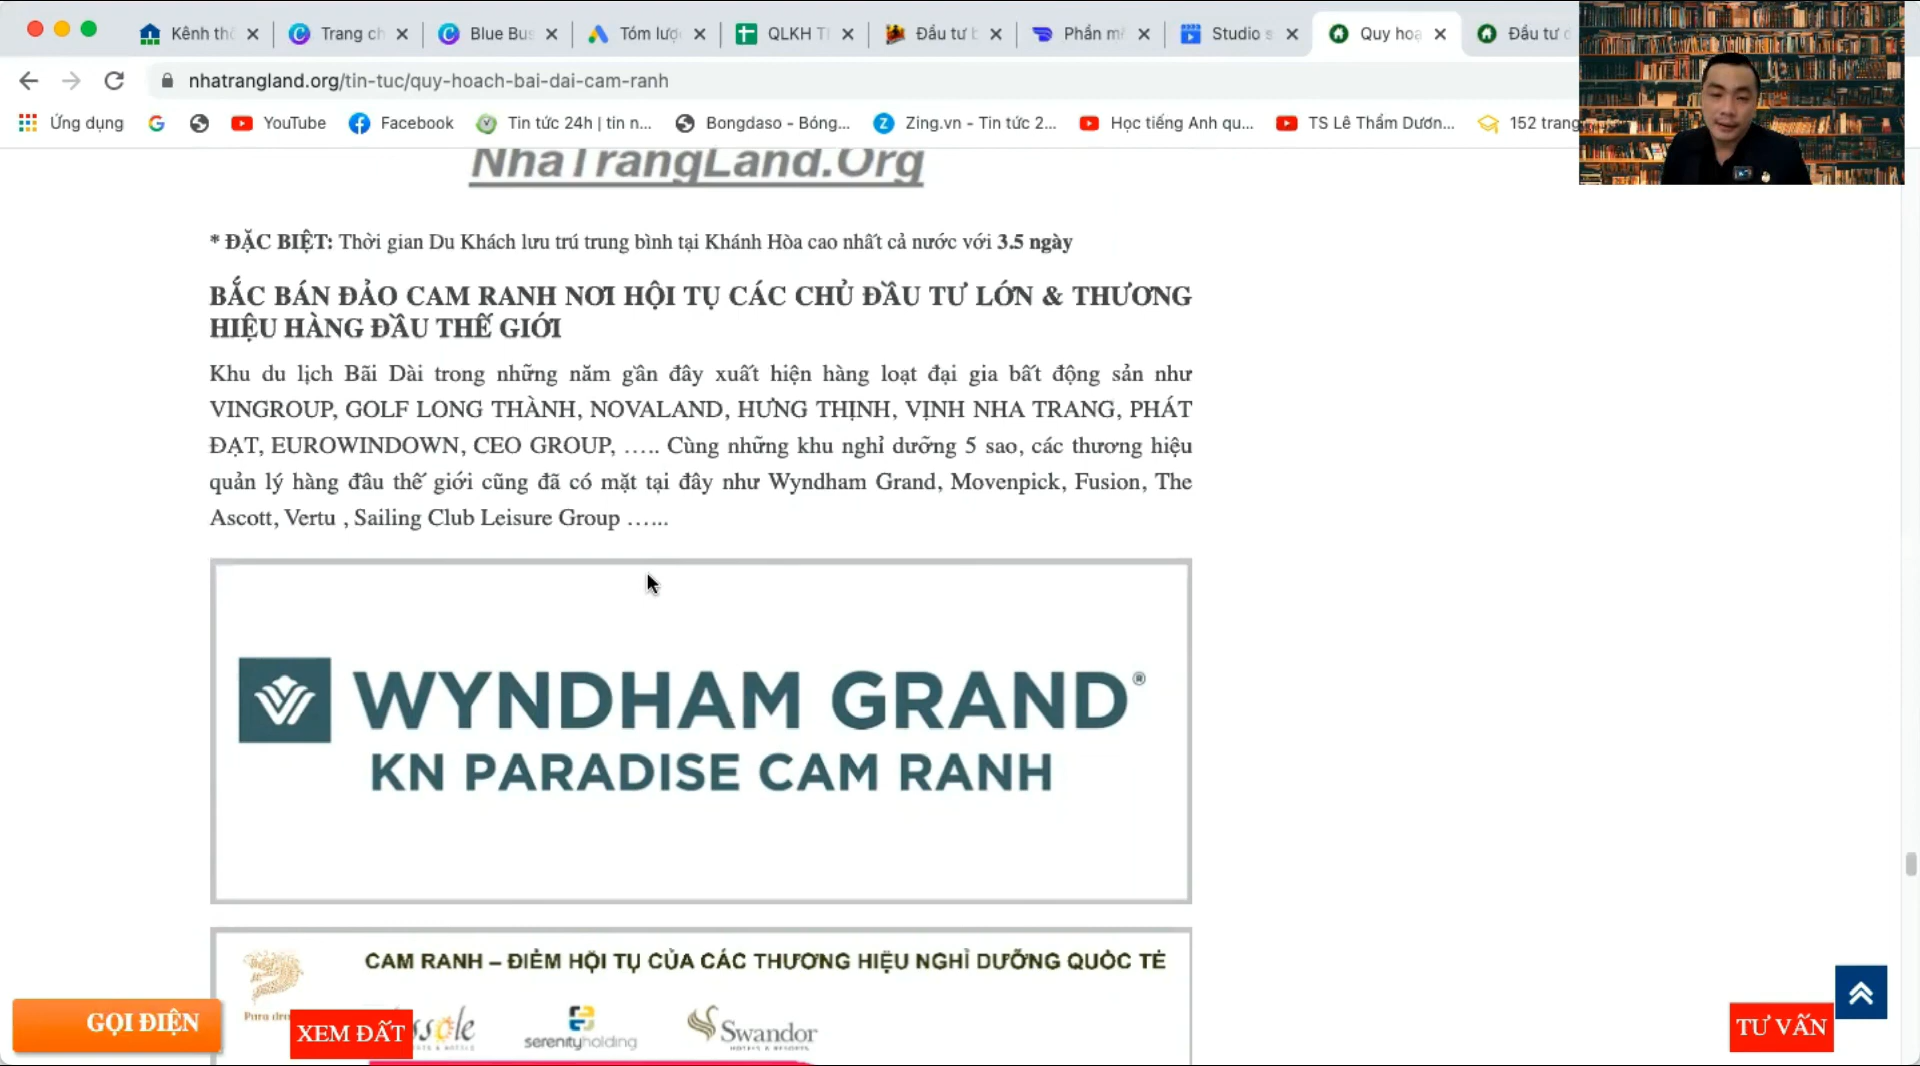 Kênh thô
Trang ch
Blue Bus
Tóm lượ
QLKH T
Đầu tư b
Phần mề
Studio s
Quy hoạ
Đầu tư c
nhatrangland.org/tin-tuc/quy-hoach-bai-dai-cam-ranh
Ứng dụng
YouTube
Facebook
Tin tức 24h | tin n...
Bongdaso - Bóng...
Zing.vn - Tin tức 2...
Học tiếng Anh qu...
TS Lê Thẩm Dươn...
152 trang
NhaTrangLand.Org
* ĐẶC BIỆT: Thời gian Du Khách lưu trú trung bình tại Khánh Hòa cao nhất cả nước với 3.5 ngày
BẮC BÁN ĐẢO CAM RANH NƠI HỘI TỤ CÁC CHỦ ĐẦU TƯ LỚN & THƯƠNG
HIỆU HÀNG ĐẦU THẾ GIỚI
Khu du lịch Bãi Dài trong những năm gần đây xuất hiện hàng loạt đại gia bất động sản như
VINGROUP, GOLF LONG THÀNH, NOVALAND, HƯNG THỊNH, VỊNH NHA TRANG, PHÁT
ĐẠT, EUROWINDOWN, CEO GROUP, ….. Cùng những khu nghỉ dưỡng 5 sao, các thương hiệu
quản lý hàng đầu thế giới cũng đã có mặt tại đây như Wyndham Grand, Movenpick, Fusion, The
Ascott, Vertu , Sailing Club Leisure Group …...
WYNDHAM GRAND®
KN PARADISE CAM RANH
CAM RANH – ĐIỂM HỘI TỤ CỦA CÁC THƯƠNG HIỆU NGHỈ DƯỠNG QUỐC TẾ
serenityholding
Swandor
HOTELS & RESORTS
GỌI ĐIỆN
XEM ĐẤT
TƯ VẤN